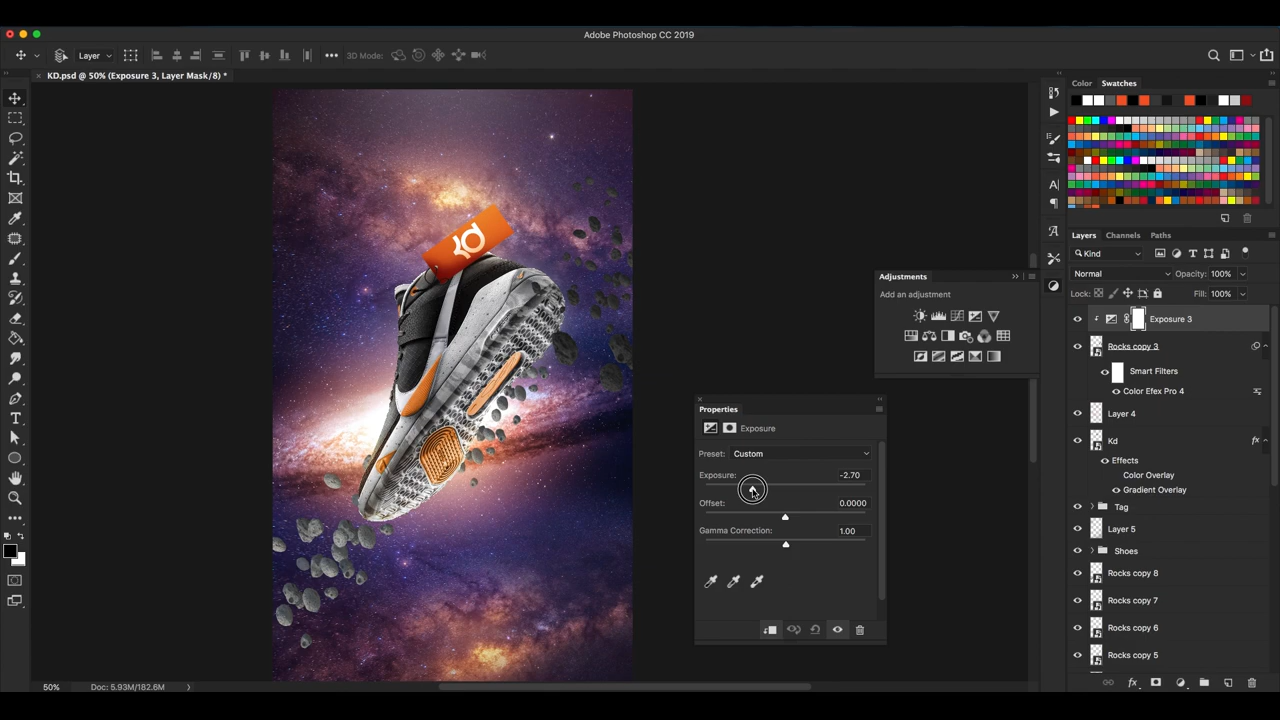 Adobe Photoshop CC 2019
Layer
3D Mode:
× KD.psd @ 50% (Exposure 3, Layer Mask/8) *
Color Swatches
Layers Channels Paths
Kind
Normal Opacity: 100%
Lock: Fill: 100%
Exposure 3
Rocks copy 3
Smart Filters
Color Efex Pro 4
Layer 4
Kd fx
Effects
Color Overlay
Gradient Overlay
Tag
Layer 5
Shoes
Rocks copy 8
Rocks copy 7
Rocks copy 6
Rocks copy 5
fx
Adjustments
Add an adjustment
Properties
Exposure
Preset: Custom
Exposure: -2.70
Offset: 0.0000
Gamma Correction: 1.00
50% Doc: 5.93M/182.6M